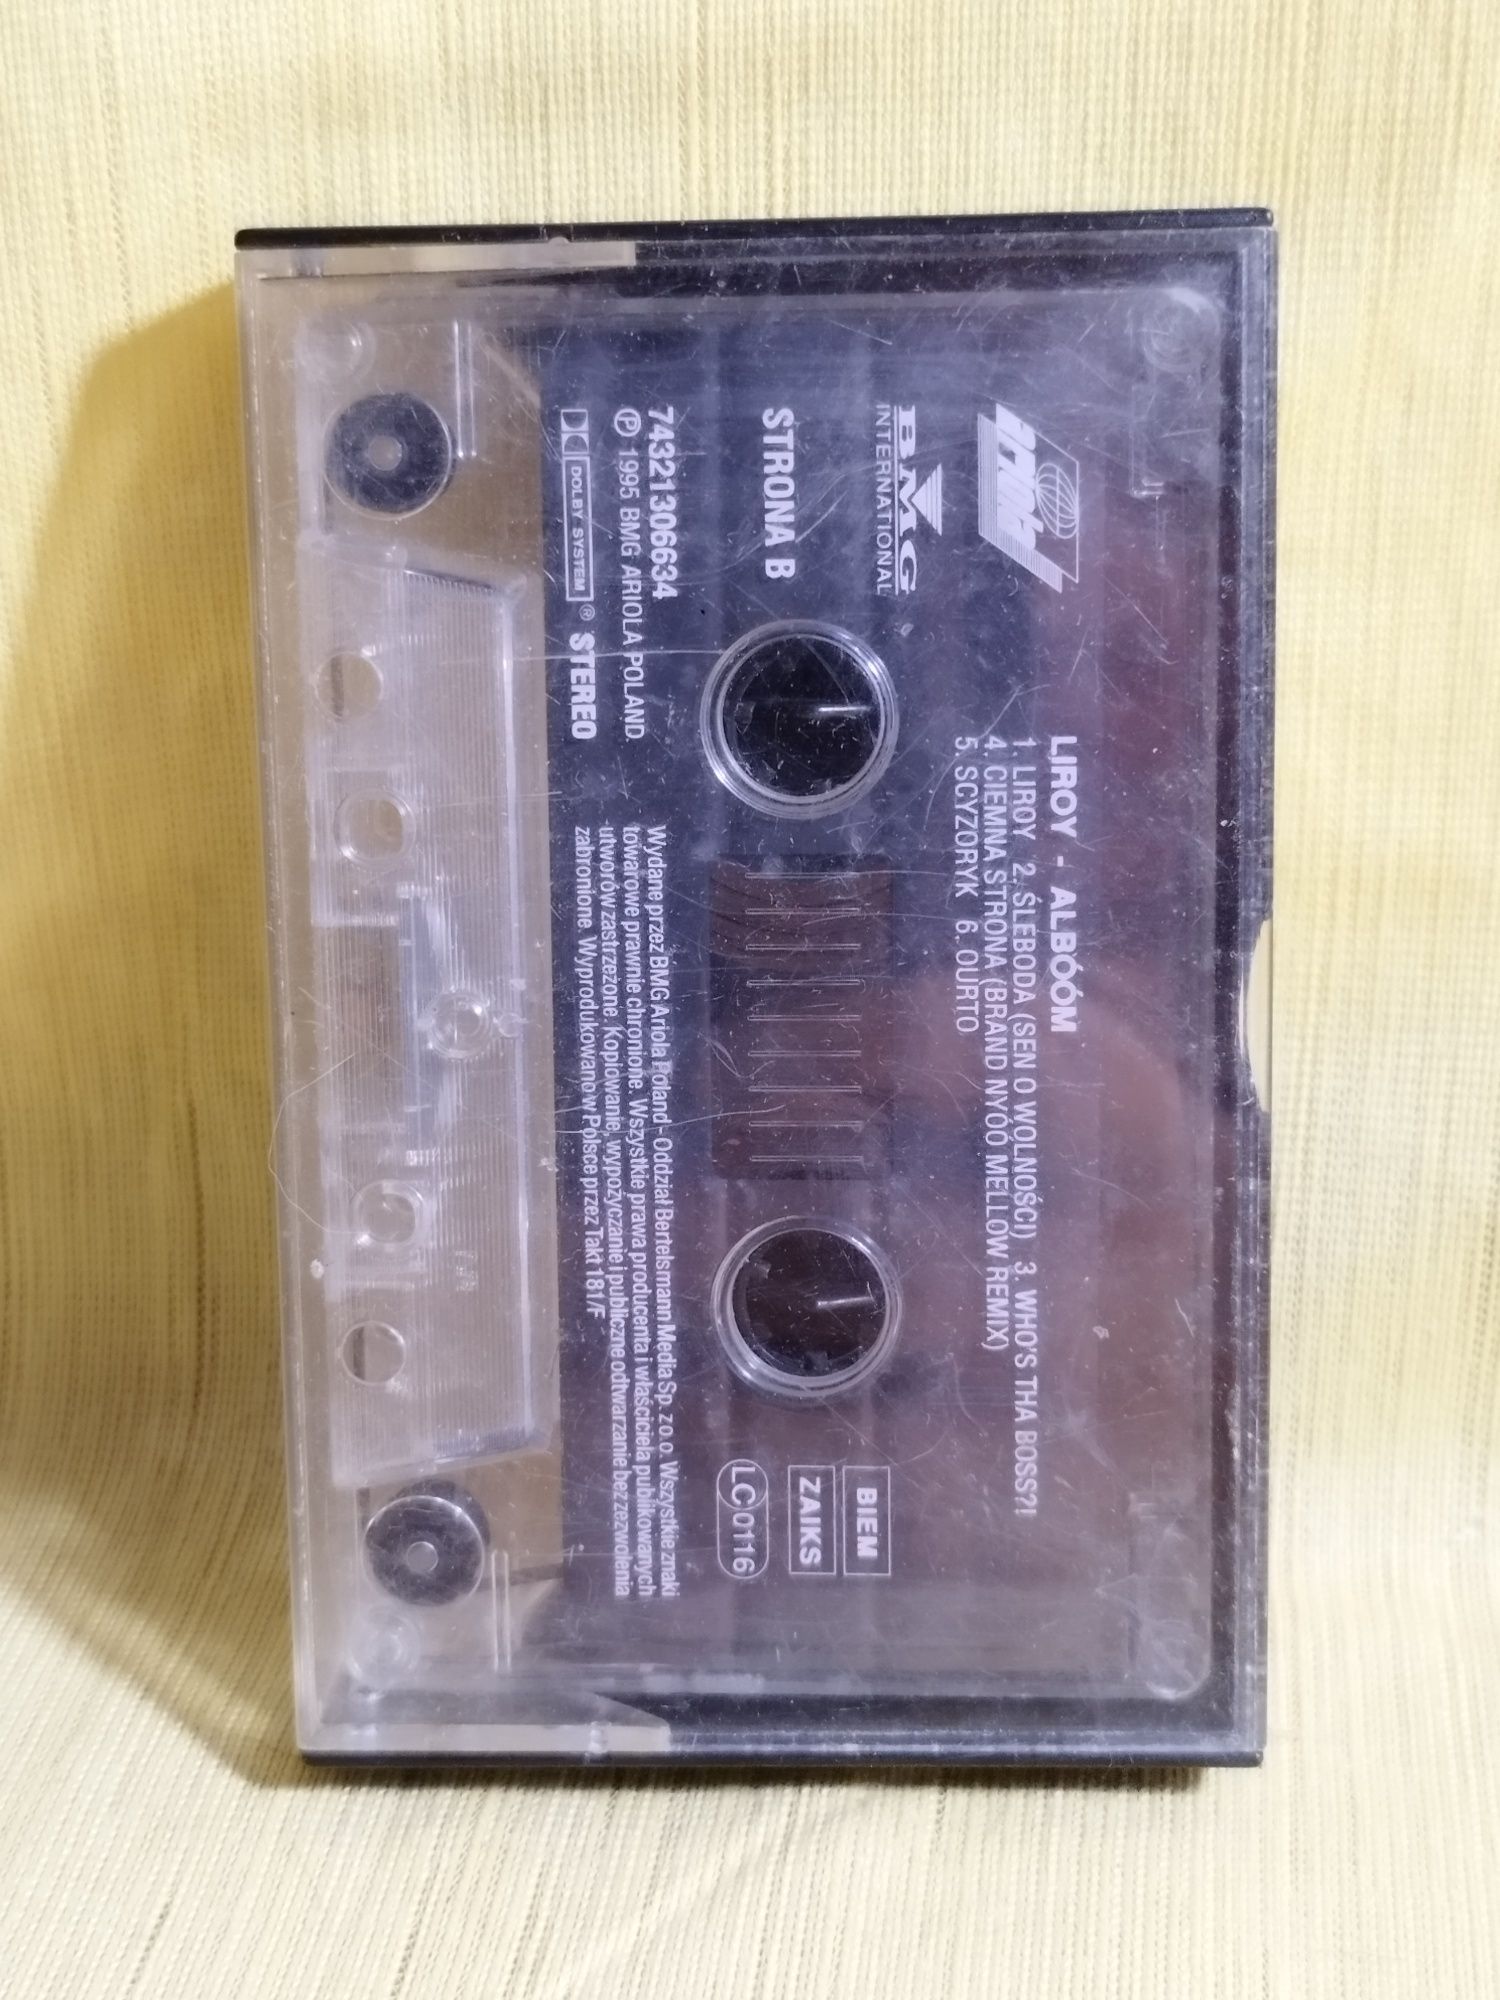 LIROY - ALBÓÓM
1. LIROY 2. ŚLEBODA (SEN O WOLNOŚCI) 3. WHO'S THA BOSS?!
4. CIEMNA STRONA (BRAND NYÓÓ MELLOW REMIX)
5. SCYZORYK 6. OURTO
ariola
BMG
INTERNATIONAL
STRONA B
BIEM
ZAIKS
LC 0116
74321306634
℗ 1995 BMG ARIOLA POLAND
DOLBY SYSTEM ® STEREO
Wydane przez BMG Ariola Poland - Oddział Bertelsmann Media Sp. z o.o. Wszystkie znaki
towarowe prawnie chronione. Wszystkie prawa producenta i właściciela publikowanych
utworów zastrzeżone. Kopiowanie, wypożyczanie i publiczne odtwarzanie bez zezwolenia
zabronione. Wyprodukowano w Polsce przez Takt 181/F